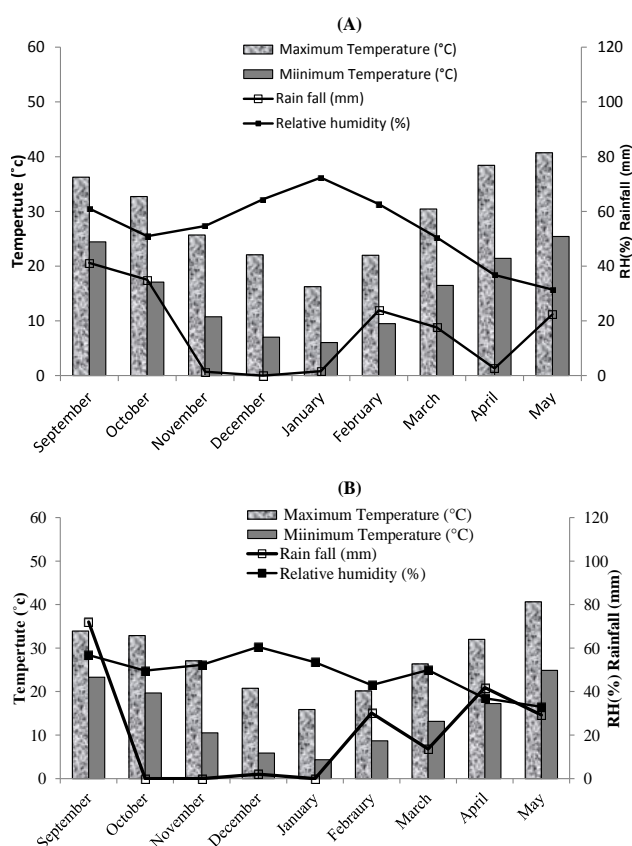 (A)
60
50
40
30
20
10
0
Tempertute (˚c)
Maximum Temperature (°C)
Miinimum Temperature (°C)
Rain fall (mm)
Relative humidity (%)
120
100
80
60
40
20
0
RH(%) Rainfall (mm)
September
October
November
December
January
February
March
April
May
(B)
60
50
40
30
20
10
0
Tempertute (˚c)
Maximum Temperature (°C)
Miinimum Temperature (°C)
Rain fall (mm)
Relative humidity (%)
120
100
80
60
40
20
0
RH(%) Rainfall (mm)
September
October
November
December
January
Febraury
March
April
May